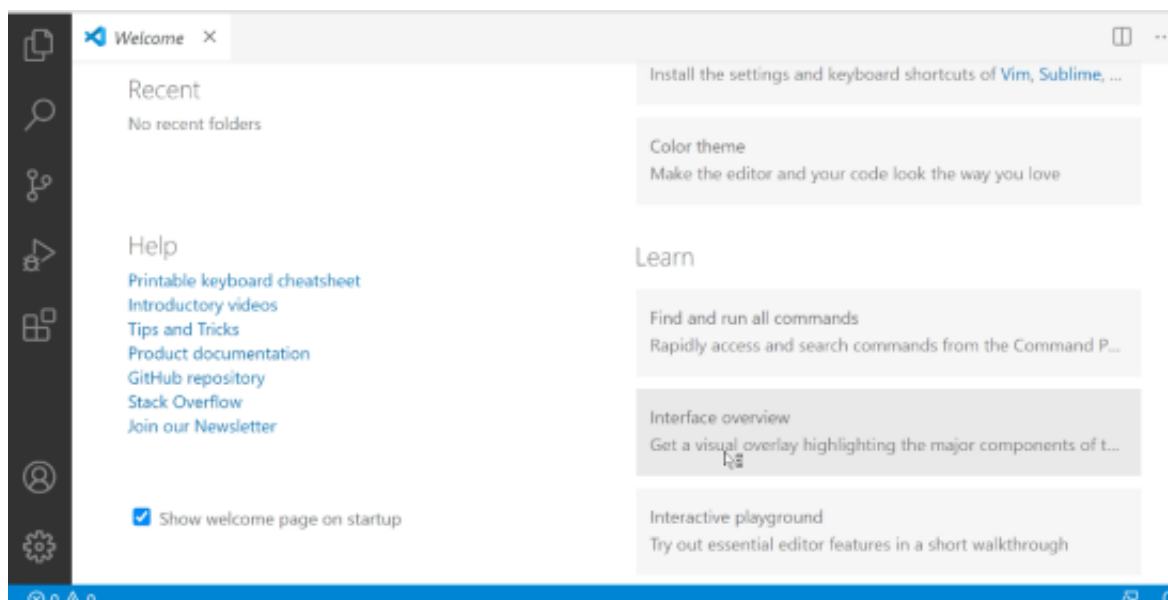 Welcome
Recent
No recent folders
Help
Printable keyboard cheatsheet
Introductory videos
Tips and Tricks
Product documentation
GitHub repository
Stack Overflow
Join our Newsletter
Show welcome page on startup
Install the settings and keyboard shortcuts of Vim, Sublime, ...
Color theme
Make the editor and your code look the way you love
Learn
Find and run all commands
Rapidly access and search commands from the Command P...
Interface overview
Get a visual overlay highlighting the major components of t...
Interactive playground
Try out essential editor features in a short walkthrough